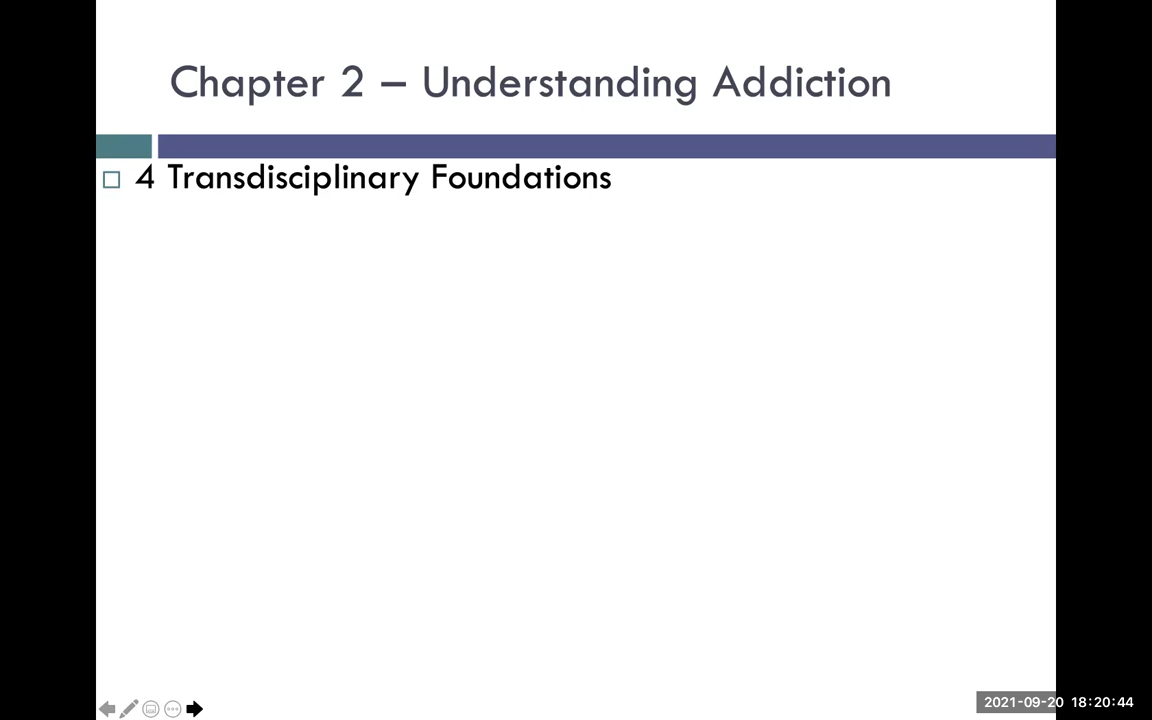 Chapter 2 – Understanding Addiction
4 Transdisciplinary Foundations
2021-09-20 18:20:44